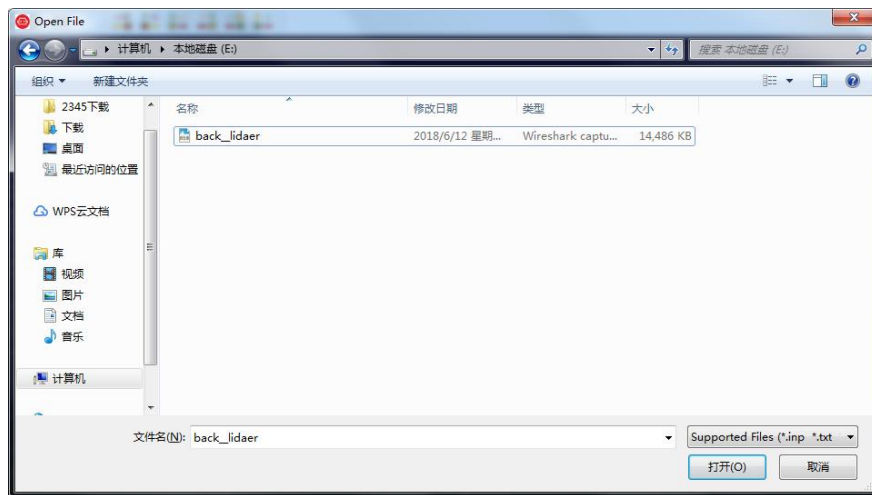 Open File
计算机 本地磁盘 (E:)
搜索 本地磁盘 (E:)
组织 新建文件夹
2345下载
下载
桌面
最近访问的位置
WPS云文档
库
视频
图片
文档
音乐
计算机
名称 修改日期 类型 大小
back_lidaer 2018/6/12 星期... Wireshark captu... 14,486 KB
文件名(N): back_lidaer
Supported Files (*.inp *.txt
打开(O) 取消